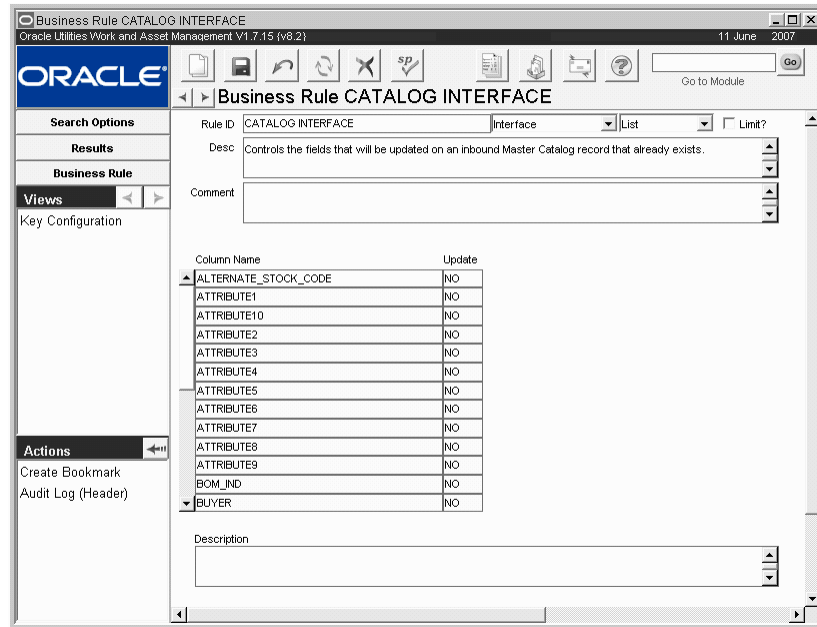 Business Rule CATALOG INTERFACE
Oracle Utilities Work and Asset Management V1.7.15 {v8.2} 11 June 2007
ORACLE®
sp
Go
Go to Module
Business Rule CATALOG INTERFACE
Search Options
Results
Business Rule
Views
Key Configuration
Actions
Create Bookmark
Audit Log (Header)
Rule ID CATALOG INTERFACE Interface List Limit?
Desc Controls the fields that will be updated on an inbound Master Catalog record that already exists.
Comment
Column Name Update
ALTERNATE_STOCK_CODE NO
ATTRIBUTE1 NO
ATTRIBUTE10 NO
ATTRIBUTE2 NO
ATTRIBUTE3 NO
ATTRIBUTE4 NO
ATTRIBUTE5 NO
ATTRIBUTE6 NO
ATTRIBUTE7 NO
ATTRIBUTE8 NO
ATTRIBUTE9 NO
BOM_IND NO
BUYER NO
Description